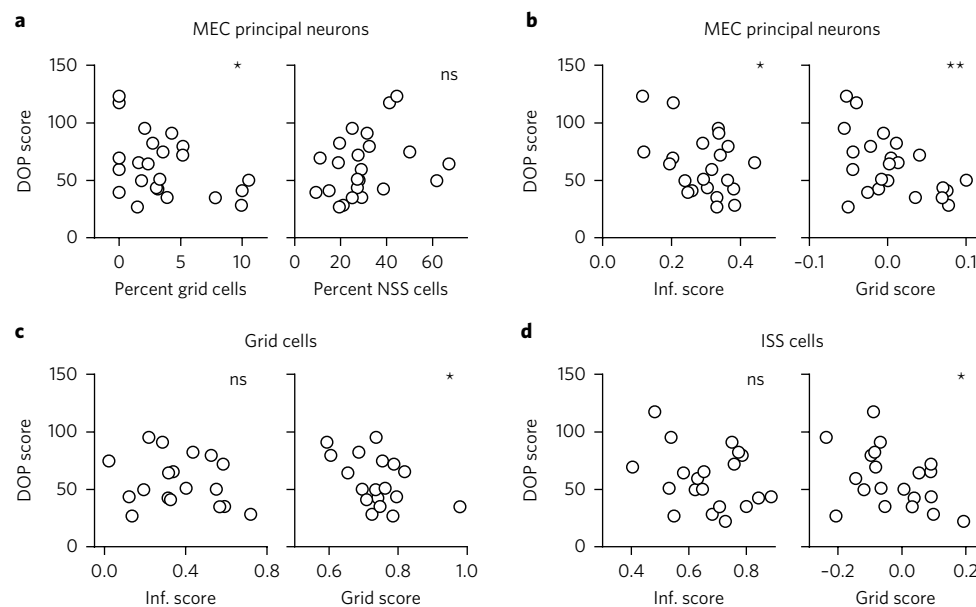 a
MEC principal neurons
DOP score
150
100
50
0
*
0 5 10
Percent grid cells
ns
0 20 40 60
Percent NSS cells
b
MEC principal neurons
DOP score
150
100
50
0
*
0.0 0.2 0.4
Inf. score
**
−0.1 0.0 0.1
Grid score
c
Grid cells
DOP score
150
100
50
0
ns
0.0 0.4 0.8
Inf. score
*
0.6 0.8 1.0
Grid score
d
ISS cells
DOP score
150
100
50
0
ns
0.4 0.6 0.8
Inf. score
*
−0.2 0.0 0.2
Grid score